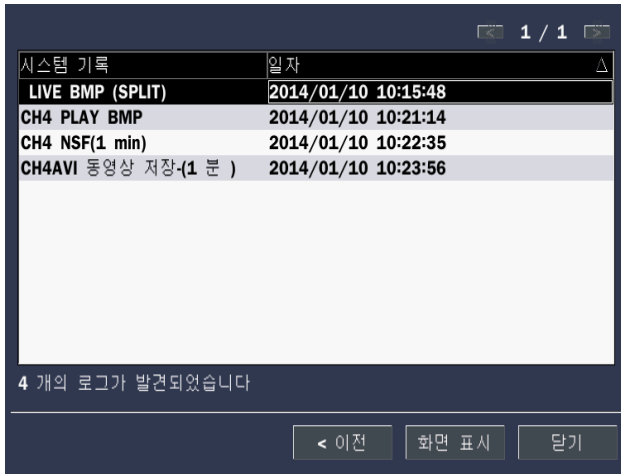 < 1 / 1 >
시스템 기록 일자 △
LIVE BMP (SPLIT) 2014/01/10 10:15:48
CH4 PLAY BMP 2014/01/10 10:21:14
CH4 NSF(1 min) 2014/01/10 10:22:35
CH4AVI 동영상 저장-(1 분 ) 2014/01/10 10:23:56
4 개의 로그가 발견되었습니다
< 이전 화면 표시 닫기